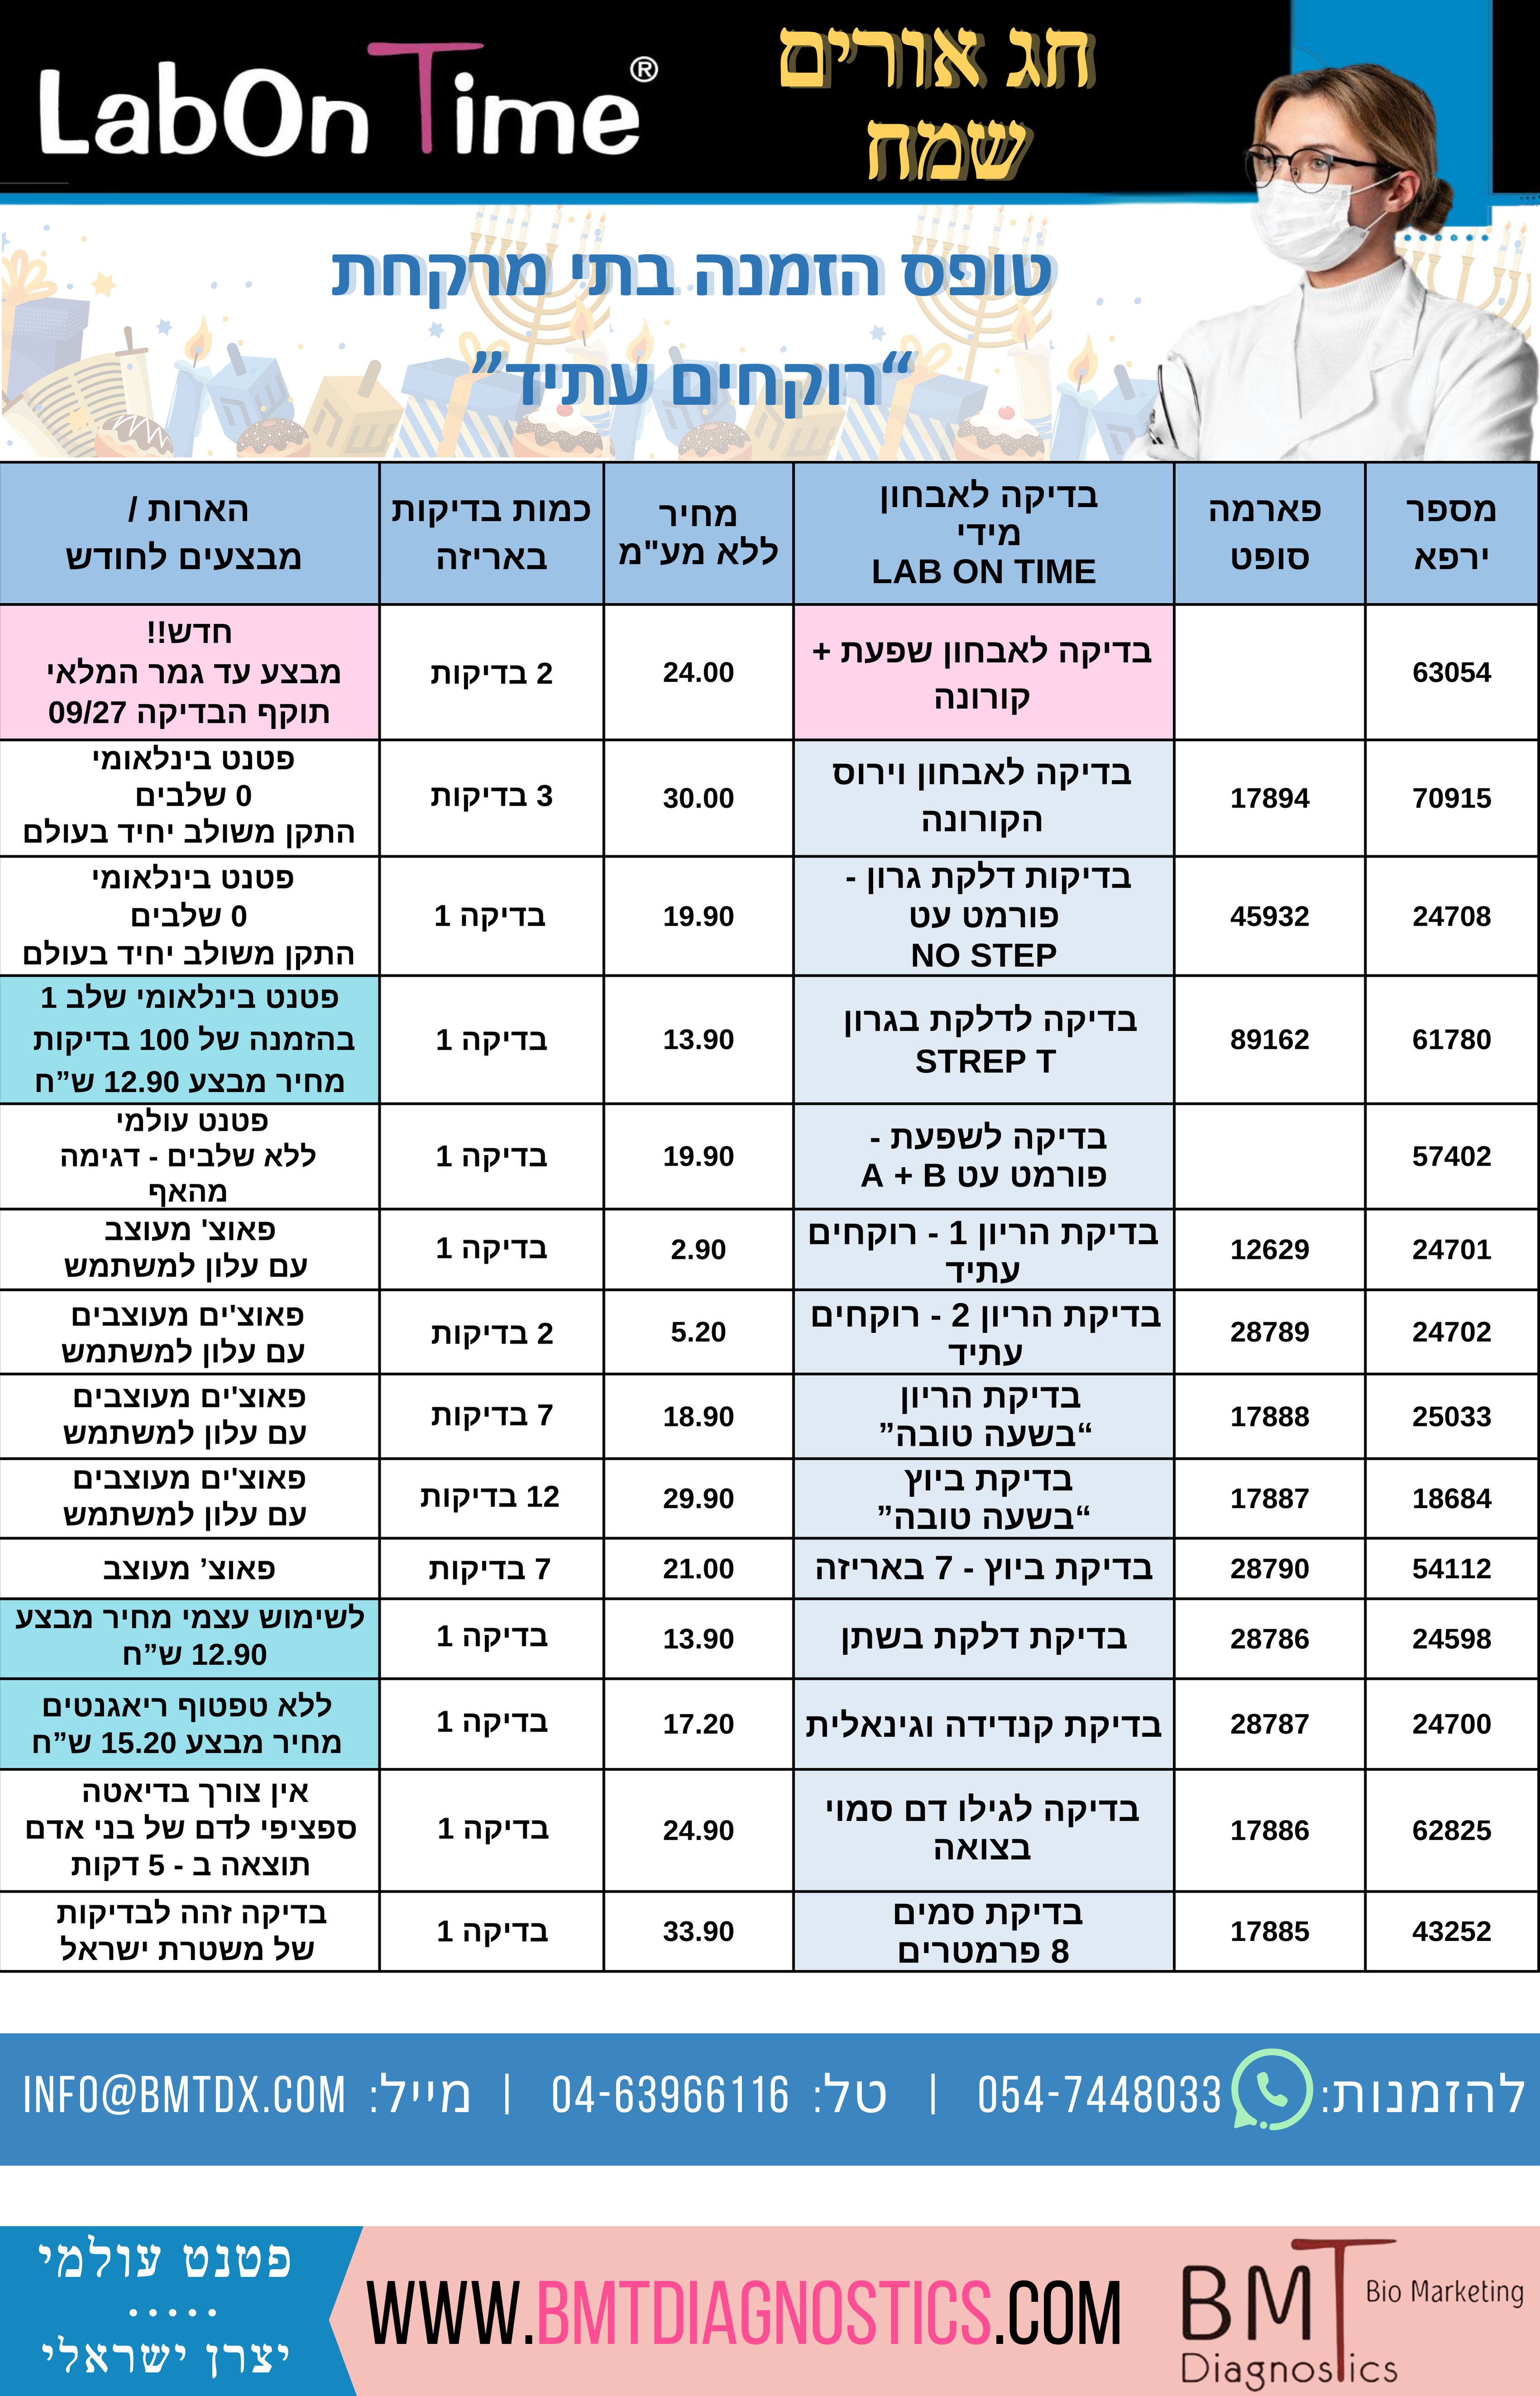 LabOn Time®
חג אורים
שמח
טופס הזמנה בתי מרקחת
“רוקחים עתיד”
מספר
ירפא
פארמה
סופט
בדיקה לאבחון
מידי
LAB ON TIME
מחיר
ללא מע"מ
כמות בדיקות
באריזה
הארות /
מבצעים לחודש
63054
בדיקה לאבחון שפעת +
קורונה
24.00
2 בדיקות
חדש!!
מבצע עד גמר המלאי
תוקף הבדיקה 09/27
70915
17894
בדיקה לאבחון וירוס
הקורונה
30.00
3 בדיקות
פטנט בינלאומי
0 שלבים
התקן משולב יחיד בעולם
24708
45932
בדיקות דלקת גרון -
פורמט עט
NO STEP
19.90
בדיקה 1
פטנט בינלאומי
0 שלבים
התקן משולב יחיד בעולם
61780
89162
בדיקה לדלקת בגרון
STREP T
13.90
בדיקה 1
פטנט בינלאומי שלב 1
בהזמנה של 100 בדיקות
מחיר מבצע 12.90 ש”ח
57402
בדיקה לשפעת -
פורמט עט A + B
19.90
בדיקה 1
פטנט עולמי
ללא שלבים - דגימה
מהאף
24701
12629
בדיקת הריון 1 - רוקחים
עתיד
2.90
בדיקה 1
פאוצ' מעוצב
עם עלון למשתמש
24702
28789
בדיקת הריון 2 - רוקחים
עתיד
5.20
2 בדיקות
פאוצ'ים מעוצבים
עם עלון למשתמש
25033
17888
בדיקת הריון
“בשעה טובה”
18.90
7 בדיקות
פאוצ'ים מעוצבים
עם עלון למשתמש
18684
17887
בדיקת ביוץ
“בשעה טובה”
29.90
12 בדיקות
פאוצ'ים מעוצבים
עם עלון למשתמש
54112
28790
בדיקת ביוץ - 7 באריזה
21.00
7 בדיקות
פאוצ’ מעוצב
24598
28786
בדיקת דלקת בשתן
13.90
בדיקה 1
לשימוש עצמי מחיר מבצע
12.90 ש”ח
24700
28787
בדיקת קנדידה וגינאלית
17.20
בדיקה 1
ללא טפטוף ריאגנטים
מחיר מבצע 15.20 ש”ח
62825
17886
בדיקה לגילו דם סמוי
בצואה
24.90
בדיקה 1
אין צורך בדיאטה
ספציפי לדם של בני אדם
תוצאה ב - 5 דקות
43252
17885
בדיקת סמים
8 פרמטרים
33.90
בדיקה 1
בדיקה זהה לבדיקות
של משטרת ישראל
להזמנות: 054-7448033 | טל: 04-63966116 | מייל: INFO@BMTDX.COM
פטנט עולמי
.....
יצרן ישראלי
WWW.BMTDIAGNOSTICS.COM
BMT Bio Marketing
Diagnostics